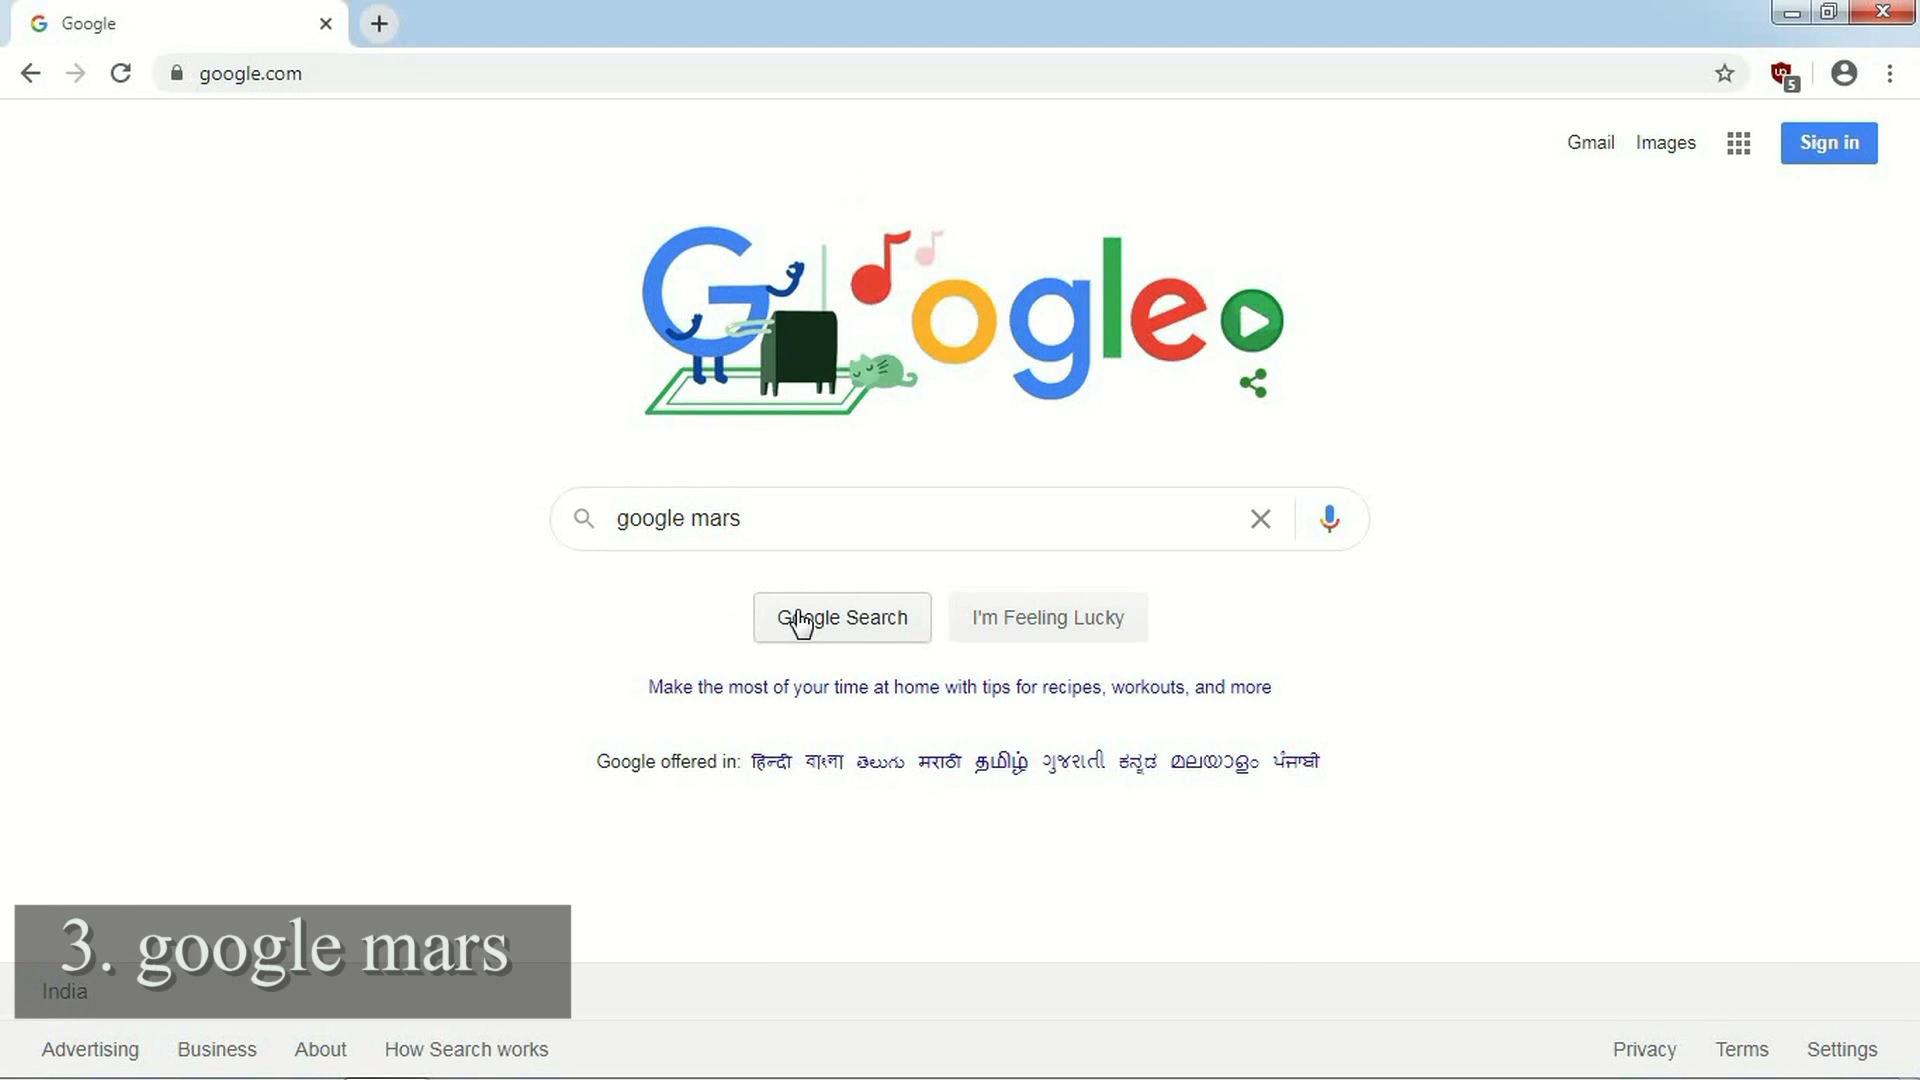 Google
google.com
5
Gmail Images Sign in
Google
google mars
Google Search I'm Feeling Lucky
Make the most of your time at home with tips for recipes, workouts, and more
Google offered in: हिन्दी বাংলা తెలుగు मराठी தமிழ் ગુજરાતી ಕನ್ನಡ മലയാളം ਪੰਜਾਬੀ
3. google mars
India
Advertising Business About How Search works Privacy Terms Settings